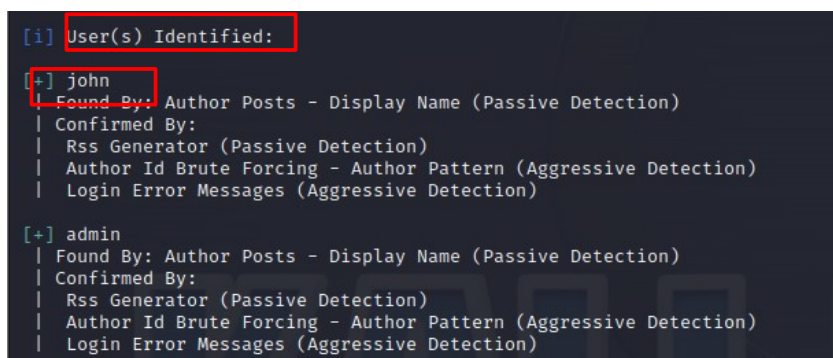 [i] User(s) Identified:
[+] john
| Found By: Author Posts - Display Name (Passive Detection)
| Confirmed By:
|  Rss Generator (Passive Detection)
|  Author Id Brute Forcing - Author Pattern (Aggressive Detection)
|  Login Error Messages (Aggressive Detection)
[+] admin
| Found By: Author Posts - Display Name (Passive Detection)
| Confirmed By:
|  Rss Generator (Passive Detection)
|  Author Id Brute Forcing - Author Pattern (Aggressive Detection)
|  Login Error Messages (Aggressive Detection)